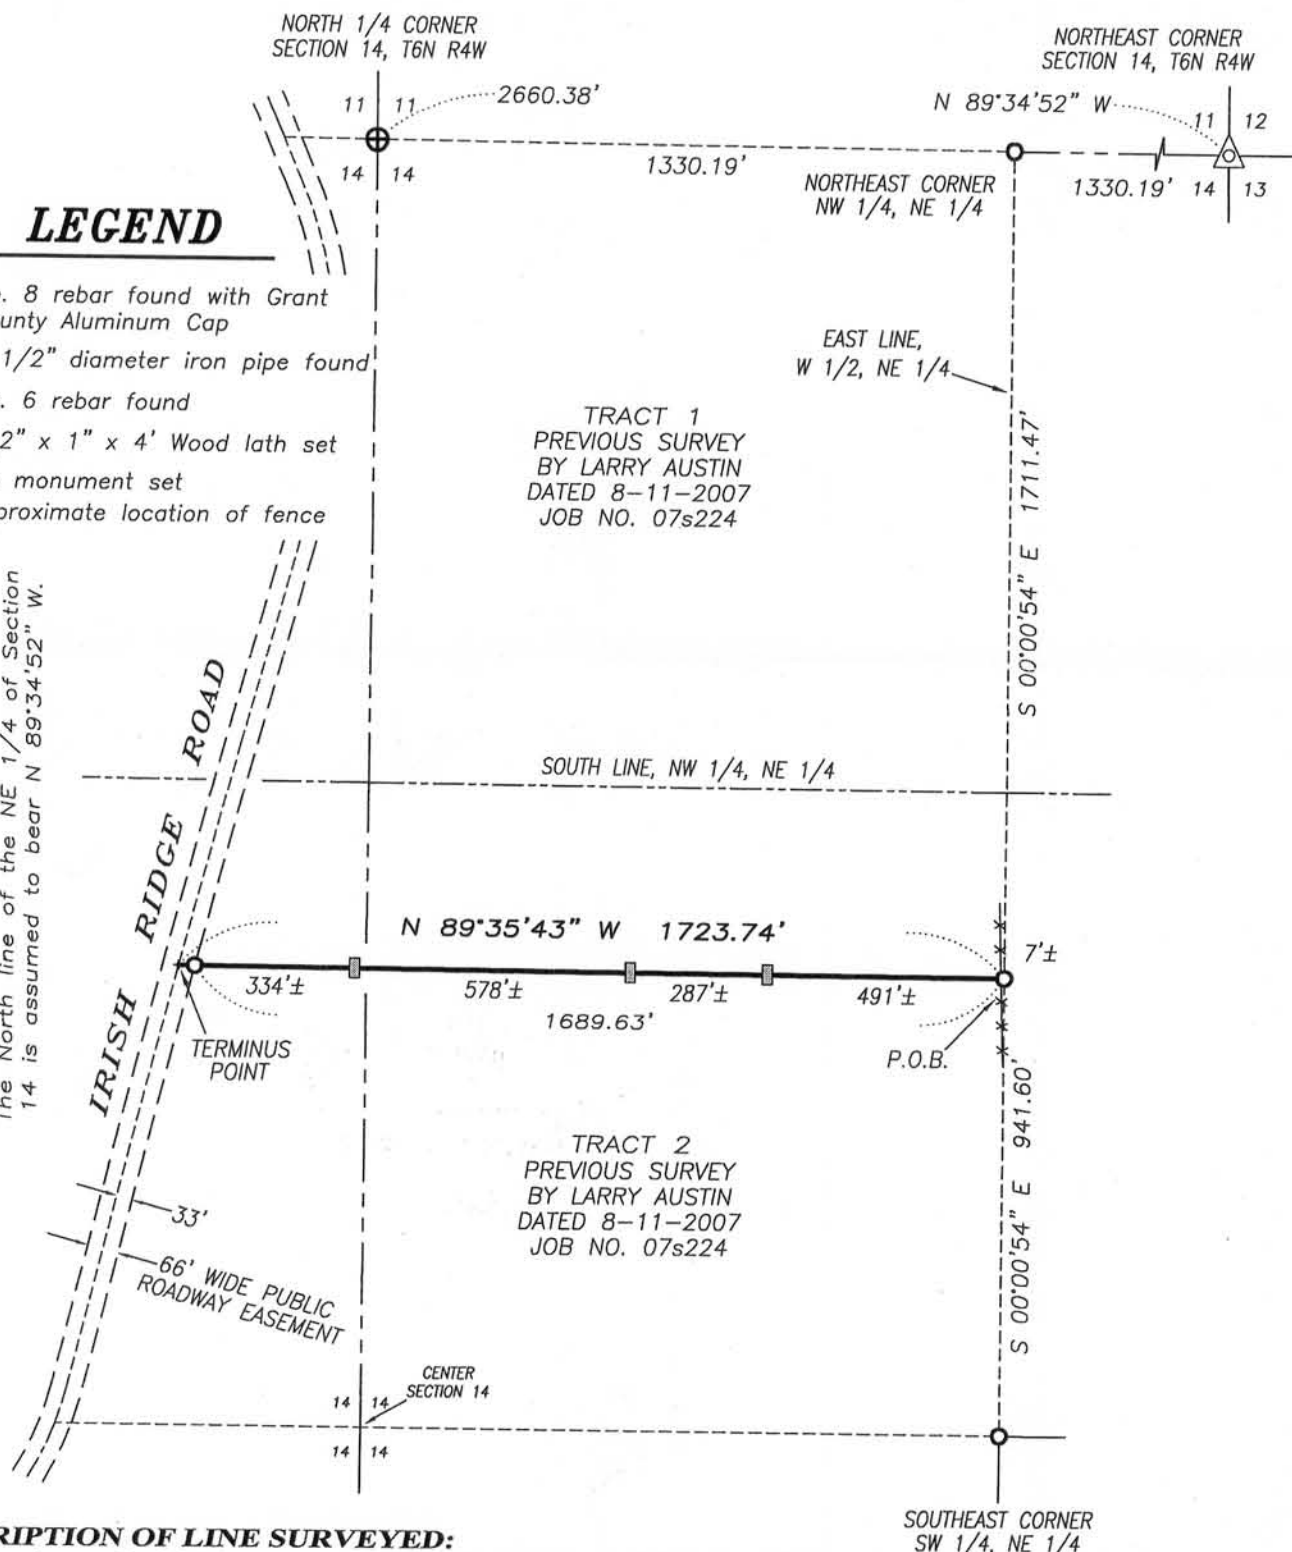 NORTH 1/4 CORNER
SECTION 14, T6N R4W
NORTHEAST CORNER
SECTION 14, T6N R4W
11 11
2660.38'
N 89°34'52" W
11 12
14 14
1330.19'
NORTHEAST CORNER
NW 1/4, NE 1/4
1330.19'
14 13
LEGEND
. 8 rebar found with Grant
unty Aluminum Cap
1/2" diameter iron pipe found
. 6 rebar found
2" x 1" x 4' Wood lath set
monument set
proximate location of fence
EAST LINE,
W 1/2, NE 1/4
TRACT 1
PREVIOUS SURVEY
BY LARRY AUSTIN
DATED 8-11-2007
JOB NO. 07s224
S 00°00'54" E 1711.47'
The North line of the NE 1/4 of Section
14 is assumed to bear N 89°34'52" W.
SOUTH LINE, NW 1/4, NE 1/4
IRISH RIDGE ROAD
N 89°35'43" W 1723.74'
7'±
334'±
578'±
287'±
491'±
1689.63'
TERMINUS
POINT
P.O.B.
S 00°00'54" E 941.60'
TRACT 2
PREVIOUS SURVEY
BY LARRY AUSTIN
DATED 8-11-2007
JOB NO. 07s224
33'
66' WIDE PUBLIC
ROADWAY EASEMENT
CENTER
SECTION 14
14 14
14 14
RIPTION OF LINE SURVEYED:
SOUTHEAST CORNER
SW 1/4, NE 1/4